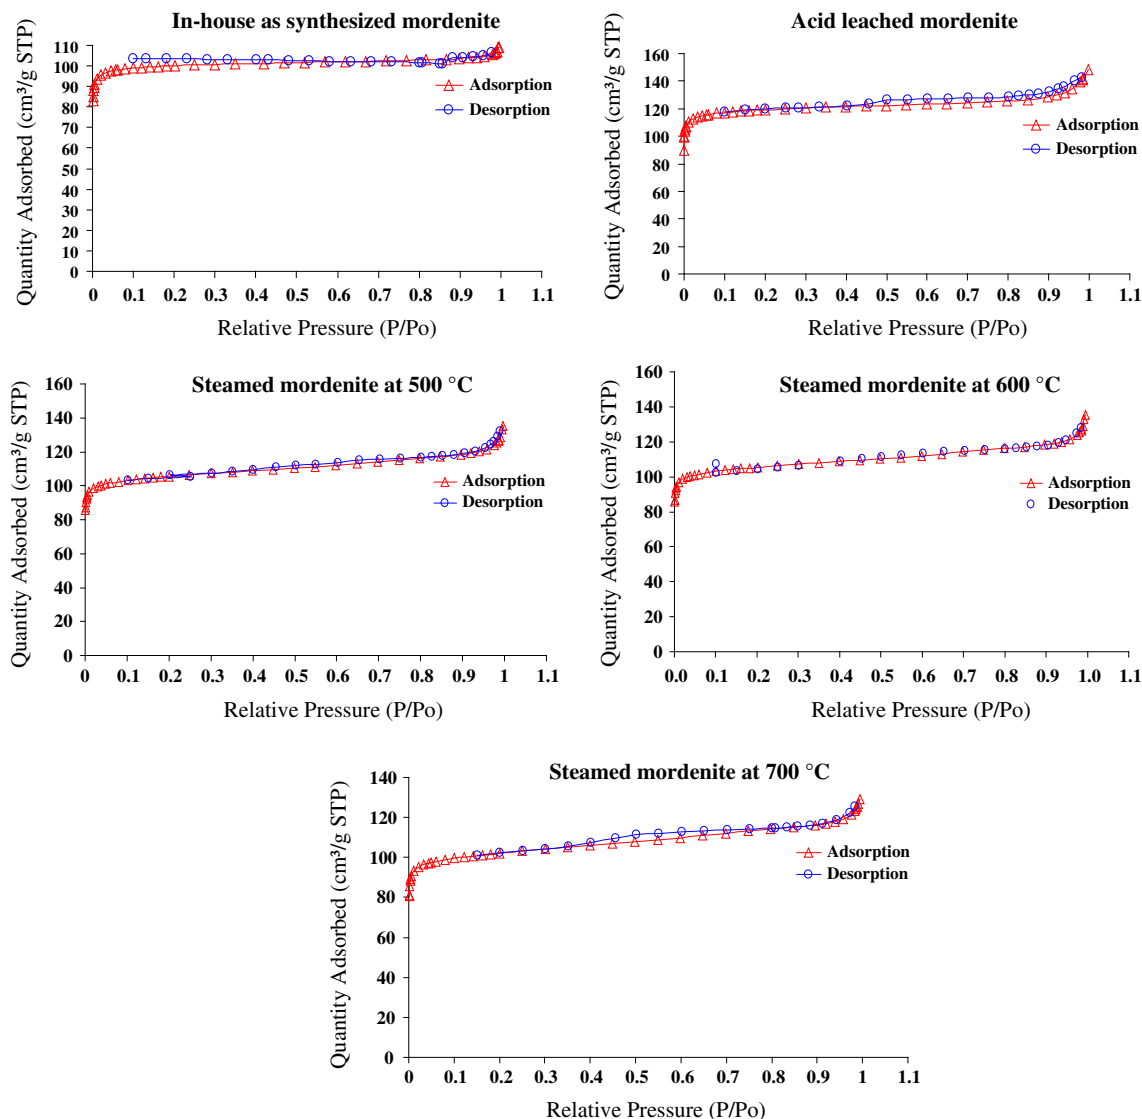 In-house as synthesized mordenite
Quantity Adsorbed (cm³/g STP)
110
100
90
80
70
60
50
40
30
20
10
0
Adsorption
Desorption
0 0.1 0.2 0.3 0.4 0.5 0.6 0.7 0.8 0.9 1 1.1
Relative Pressure (P/Po)
Acid leached mordenite
Quantity Adsorbed (cm³/g STP)
160
140
120
100
80
60
40
20
0
Adsorption
Desorption
0 0.1 0.2 0.3 0.4 0.5 0.6 0.7 0.8 0.9 1 1.1
Relative Pressure (P/Po)
Steamed mordenite at 500 °C
Quantity Adsorbed (cm³/g STP)
160
140
120
100
80
60
40
20
0
Adsorption
Desorption
0 0.1 0.2 0.3 0.4 0.5 0.6 0.7 0.8 0.9 1 1.1
Relative Pressure (P/Po)
Steamed mordenite at 600 °C
Quantity Adsorbed (cm³/g STP)
160
140
120
100
80
60
40
20
0
Adsorption
Desorption
0.0 0.1 0.2 0.3 0.4 0.5 0.6 0.7 0.8 0.9 1 1.1
Relative Pressure (P/Po)
Steamed mordenite at 700 °C
Quantity Adsorbed (cm³/g STP)
140
120
100
80
60
40
20
0
Adsorption
Desorption
0 0.1 0.2 0.3 0.4 0.5 0.6 0.7 0.8 0.9 1 1.1
Relative Pressure (P/Po)